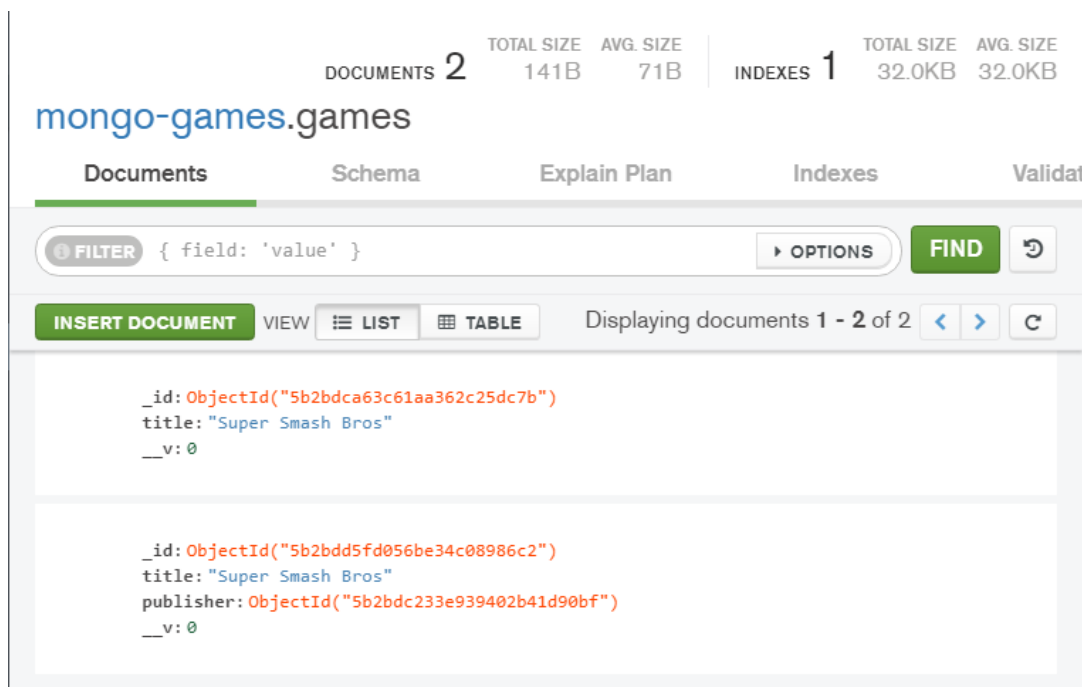 DOCUMENTS 2 TOTAL SIZE 141B AVG. SIZE 71B INDEXES 1 TOTAL SIZE 32.0KB AVG. SIZE 32.0KB
mongo-games.games
Documents Schema Explain Plan Indexes Validat
FILTER { field: 'value' } OPTIONS FIND
INSERT DOCUMENT VIEW LIST TABLE Displaying documents 1 - 2 of 2
_id: ObjectId("5b2bdca63c61aa362c25dc7b")
title: "Super Smash Bros"
__v: 0
_id: ObjectId("5b2bdd5fd056be34c08986c2")
title: "Super Smash Bros"
publisher: ObjectId("5b2bdc233e939402b41d90bf")
__v: 0